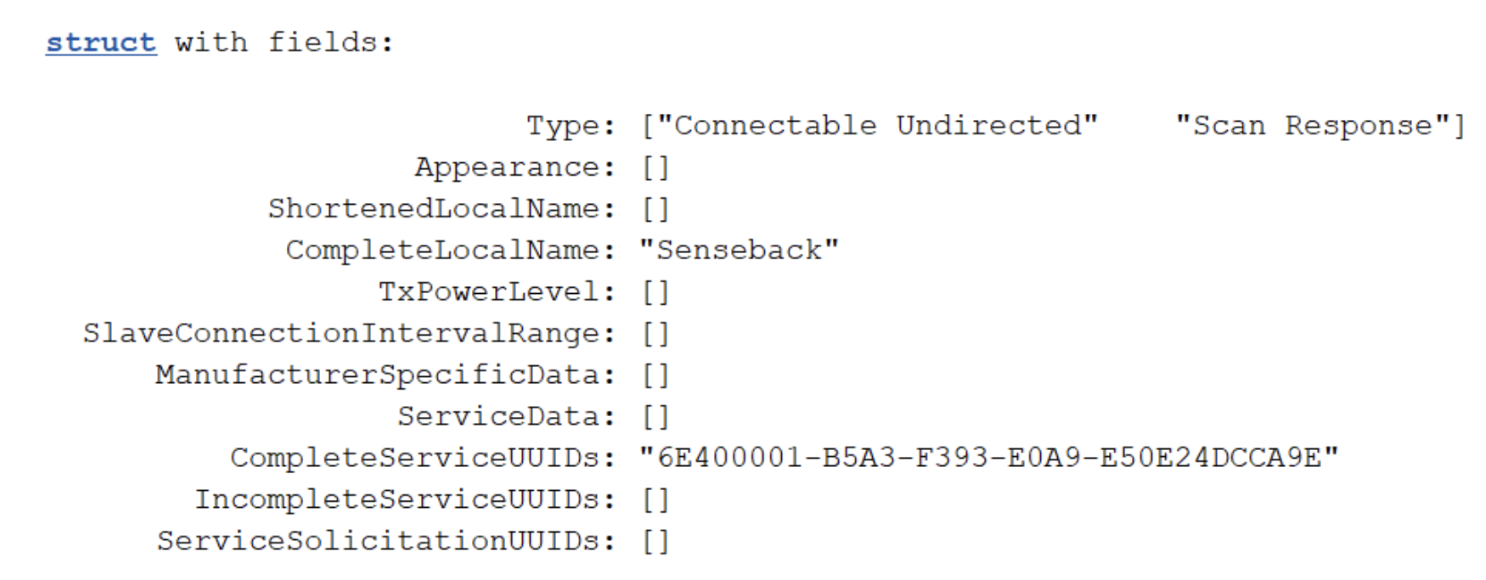 struct with fields:
Type: ["Connectable Undirected"    "Scan Response"]
Appearance: []
ShortenedLocalName: []
CompleteLocalName: "Senseback"
TxPowerLevel: []
SlaveConnectionIntervalRange: []
ManufacturerSpecificData: []
ServiceData: []
CompleteServiceUUIDs: "6E400001-B5A3-F393-E0A9-E50E24DCCA9E"
IncompleteServiceUUIDs: []
ServiceSolicitationUUIDs: []